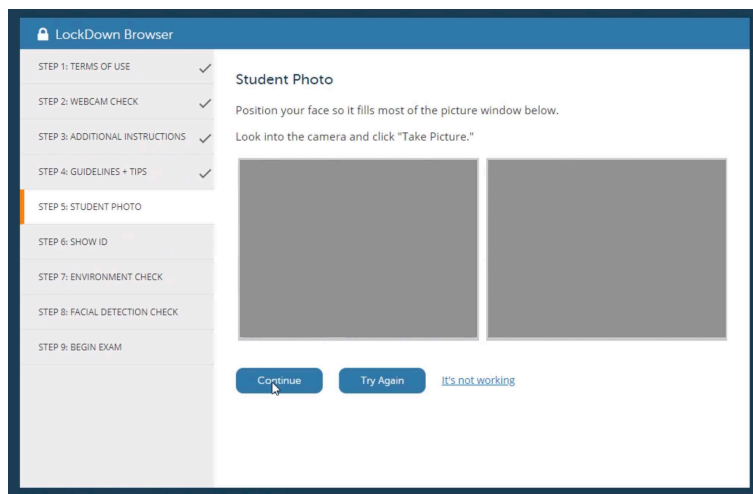 LockDown Browser
STEP 1: TERMS OF USE
STEP 2: WEBCAM CHECK
STEP 3: ADDITIONAL INSTRUCTIONS
STEP 4: GUIDELINES + TIPS
STEP 5: STUDENT PHOTO
STEP 6: SHOW ID
STEP 7: ENVIRONMENT CHECK
STEP 8: FACIAL DETECTION CHECK
STEP 9: BEGIN EXAM
Student Photo
Position your face so it fills most of the picture window below.
Look into the camera and click "Take Picture."
Continue
Try Again
It's not working